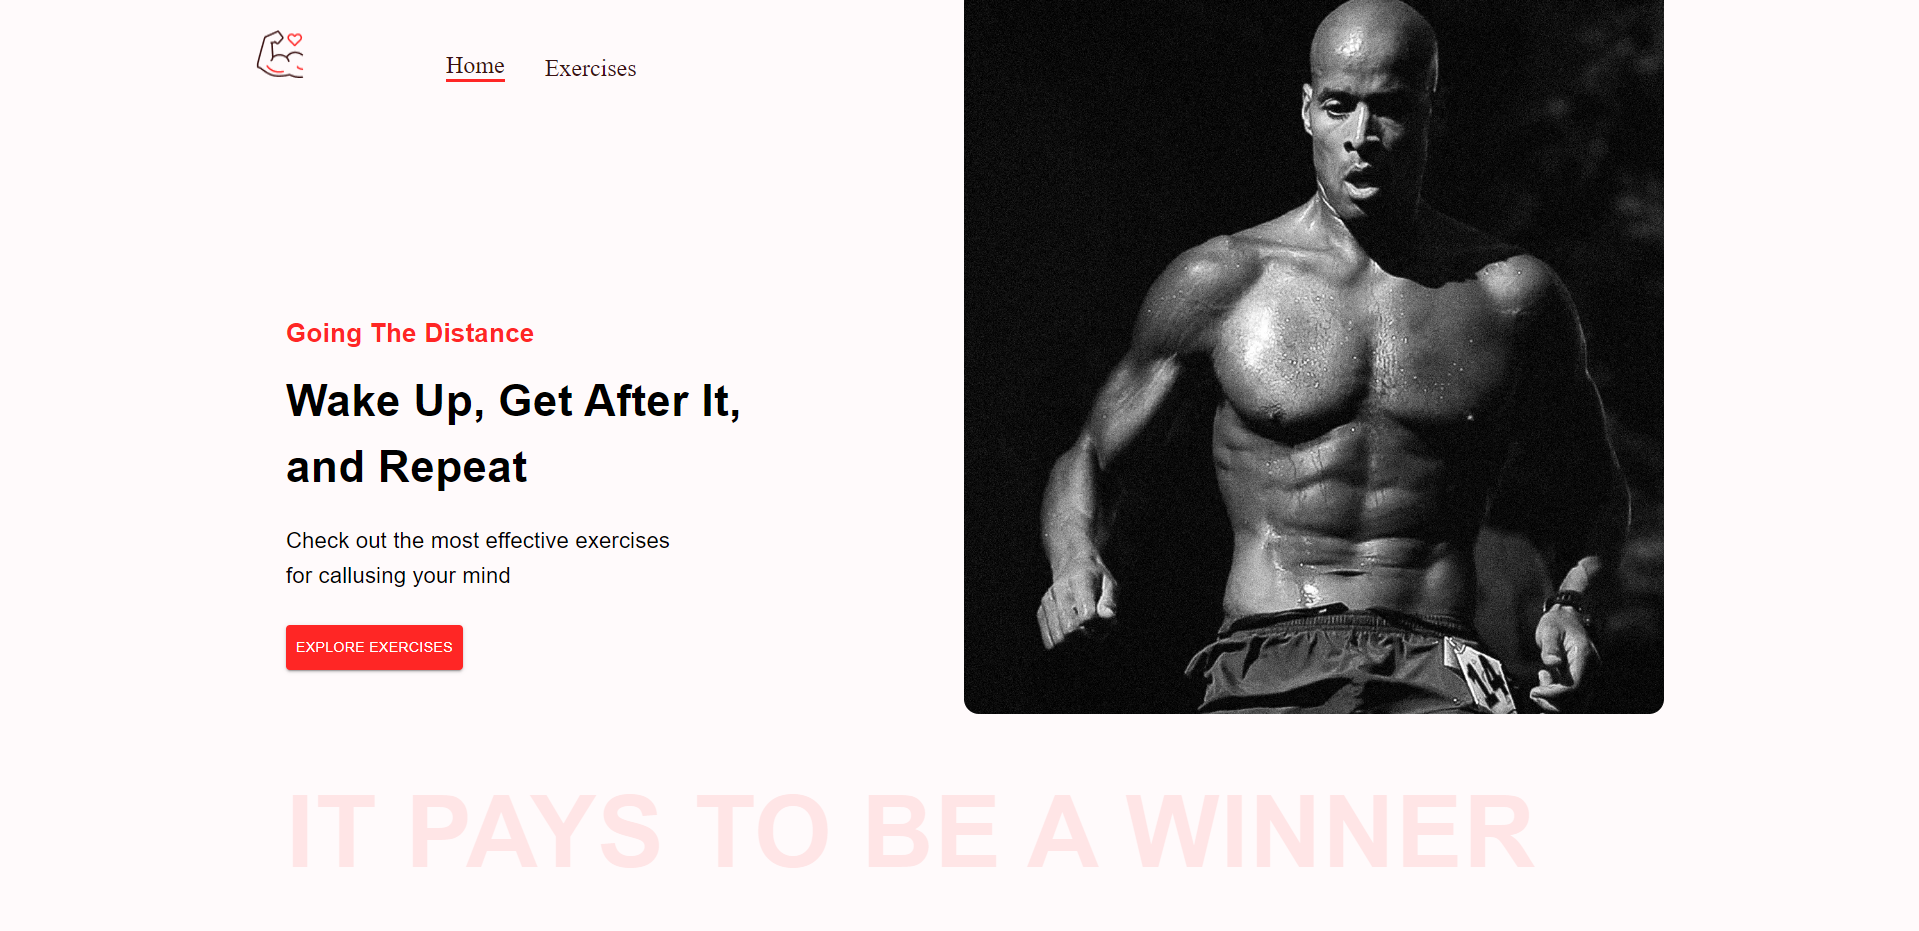 Home
Exercises
Going The Distance
Wake Up, Get After It,
and Repeat
Check out the most effective exercises
for callusing your mind
EXPLORE EXERCISES
IT PAYS TO BE A WINNER